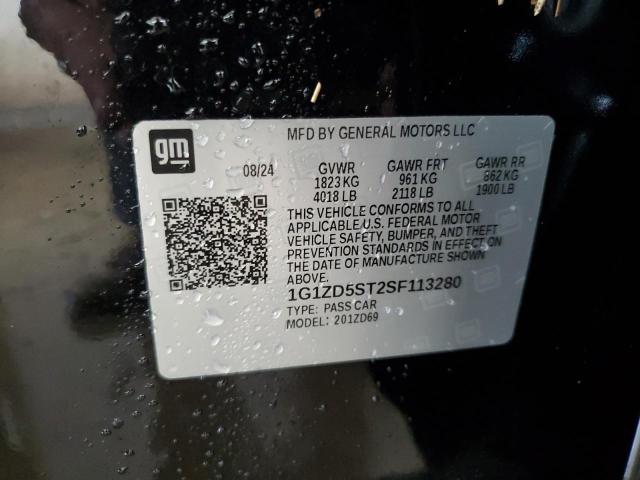 gm
MFD BY GENERAL MOTORS LLC
08/24 GVWR GAWR FRT GAWR RR
1823 KG 961 KG 862 KG
4018 LB 2118 LB 1900 LB
THIS VEHICLE CONFORMS TO ALL
APPLICABLE U.S. FEDERAL MOTOR
VEHICLE SAFETY, BUMPER, AND THEFT
PREVENTION STANDARDS IN EFFECT ON
THE DATE OF MANUFACTURE SHOWN
ABOVE.
1G1ZD5ST2SF113280
TYPE: PASS CAR
MODEL: 201ZD69